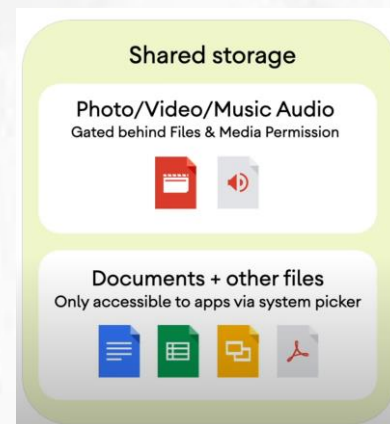 Shared storage
Photo/Video/Music Audio
Gated behind Files & Media Permission
Documents + other files
Only accessible to apps via system picker